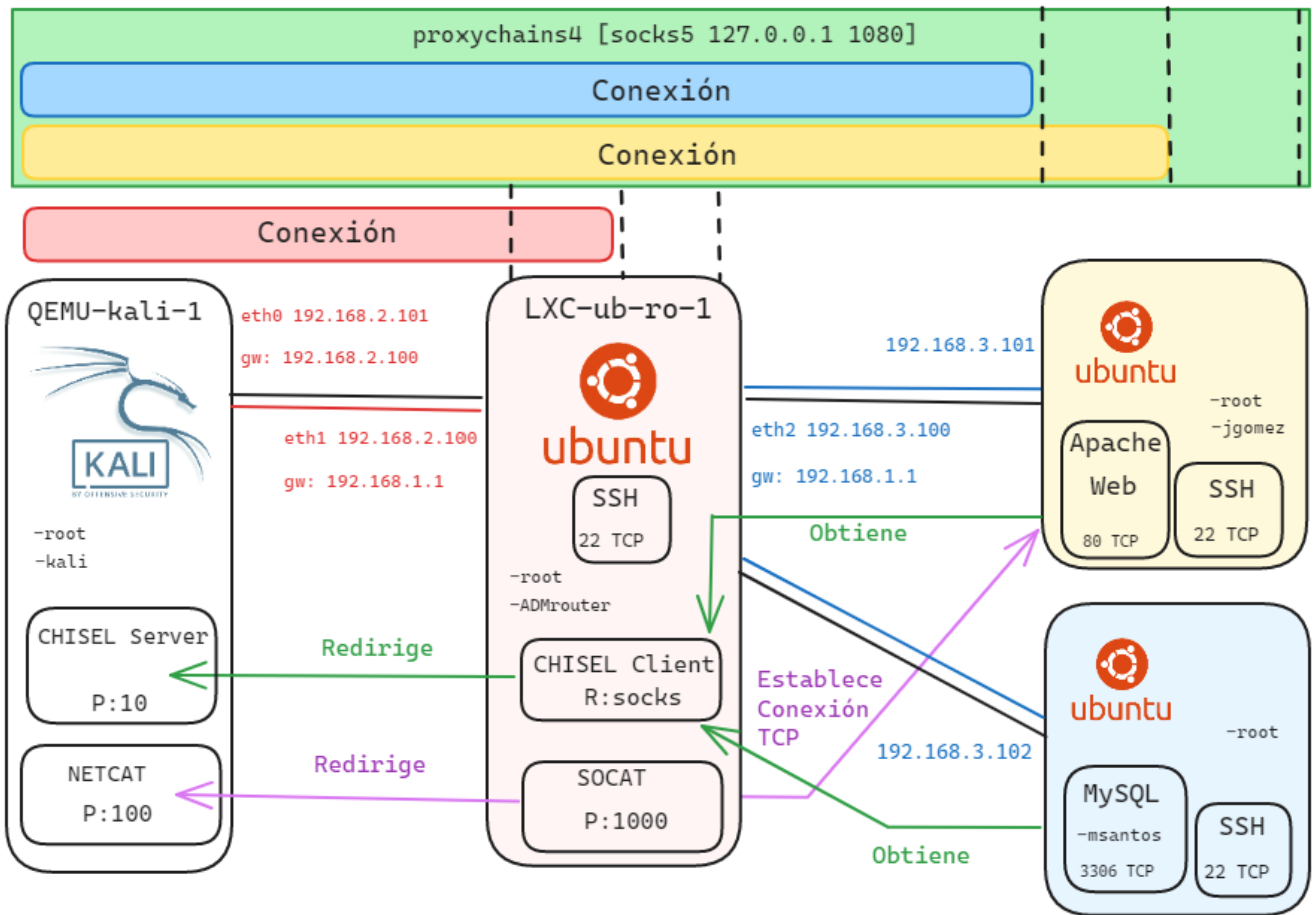 proxychains4 [socks5 127.0.0.1 1080]
Conexión
Conexión
Conexión
QEMU-kali-1
eth0 192.168.2.101
gw: 192.168.2.100
eth1 192.168.2.100
gw: 192.168.1.1
KALI
BY OFFENSIVE SECURITY
-root
-kali
CHISEL Server
P:10
NETCAT
P:100
Redirige
Redirige
LXC-ub-ro-1
ubuntu
SSH
22 TCP
-root
-ADMrouter
CHISEL Client
R:socks
SOCAT
P:1000
192.168.3.101
eth2 192.168.3.100
gw: 192.168.1.1
Obtiene
Establece
Conexión
TCP
192.168.3.102
Obtiene
ubuntu
-root
-jgomez
Apache
Web
80 TCP
SSH
22 TCP
ubuntu
-root
MySQL
-msantos
3306 TCP
SSH
22 TCP